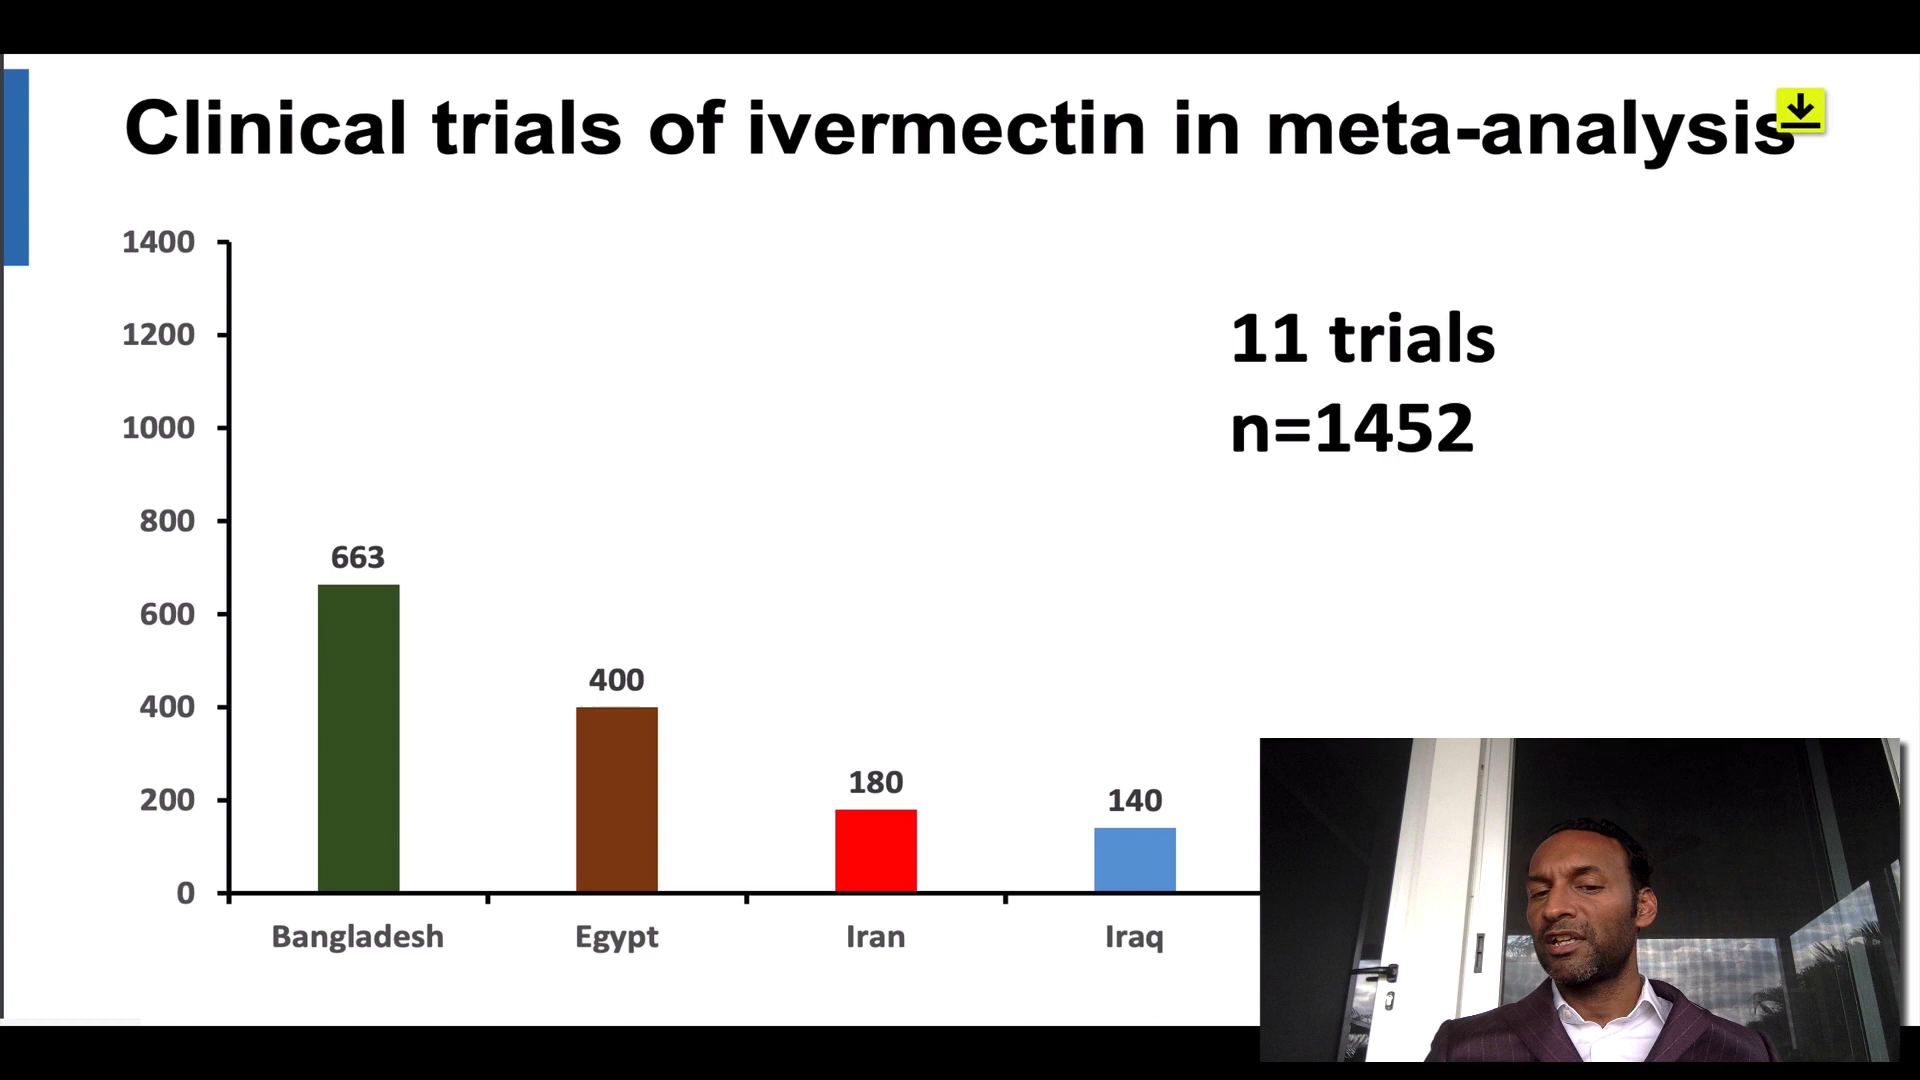 Clinical trials of ivermectin in meta-analysis
1400
1200
1000
800
600
400
200
0
11 trials
n=1452
663
400
180
140
Bangladesh
Egypt
Iran
Iraq